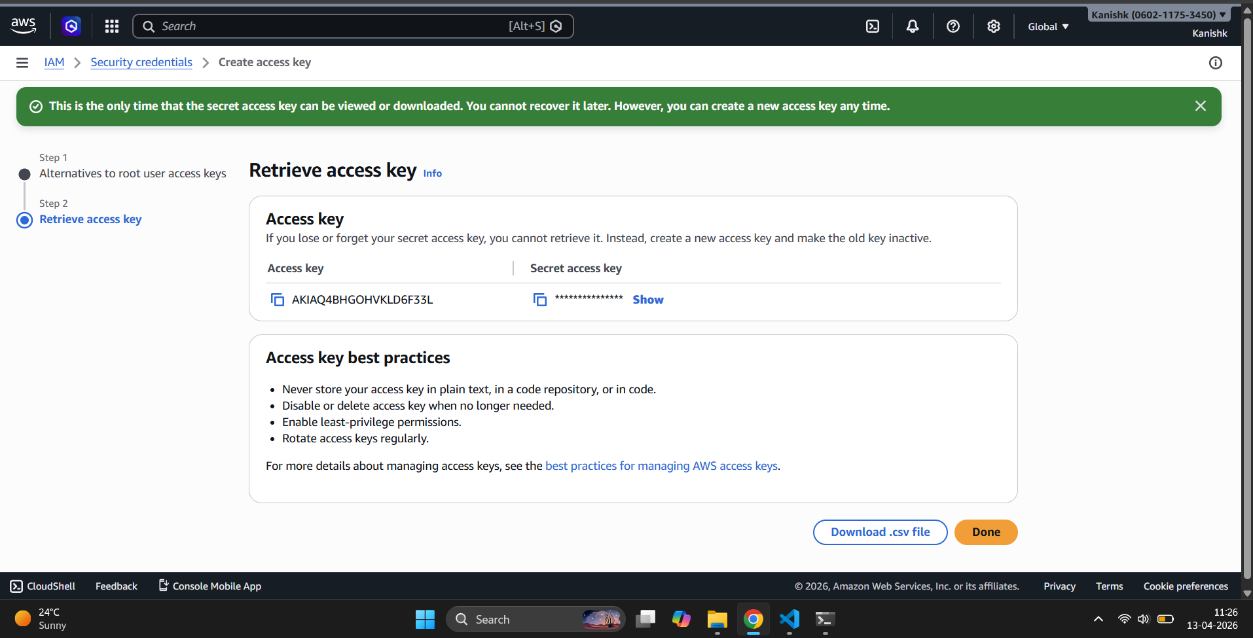 aws
Search
[Alt+S]
Global ▼
Kanishk (0602-1175-3450) ▼
Kanishk
IAM > Security credentials > Create access key
This is the only time that the secret access key can be viewed or downloaded. You cannot recover it later. However, you can create a new access key any time.
Step 1
Alternatives to root user access keys
Step 2
Retrieve access key
Retrieve access key Info
Access key
If you lose or forget your secret access key, you cannot retrieve it. Instead, create a new access key and make the old key inactive.
Access key
Secret access key
AKIAQ4BHGOHVKLD6F33L
*************** Show
Access key best practices
• Never store your access key in plain text, in a code repository, or in code.
• Disable or delete access key when no longer needed.
• Enable least-privilege permissions.
• Rotate access keys regularly.
For more details about managing access keys, see the best practices for managing AWS access keys.
Download .csv file
Done
CloudShell
Feedback
Console Mobile App
© 2026, Amazon Web Services, Inc. or its affiliates.
Privacy
Terms
Cookie preferences
24°C
Sunny
Search
11:26
13-04-2026